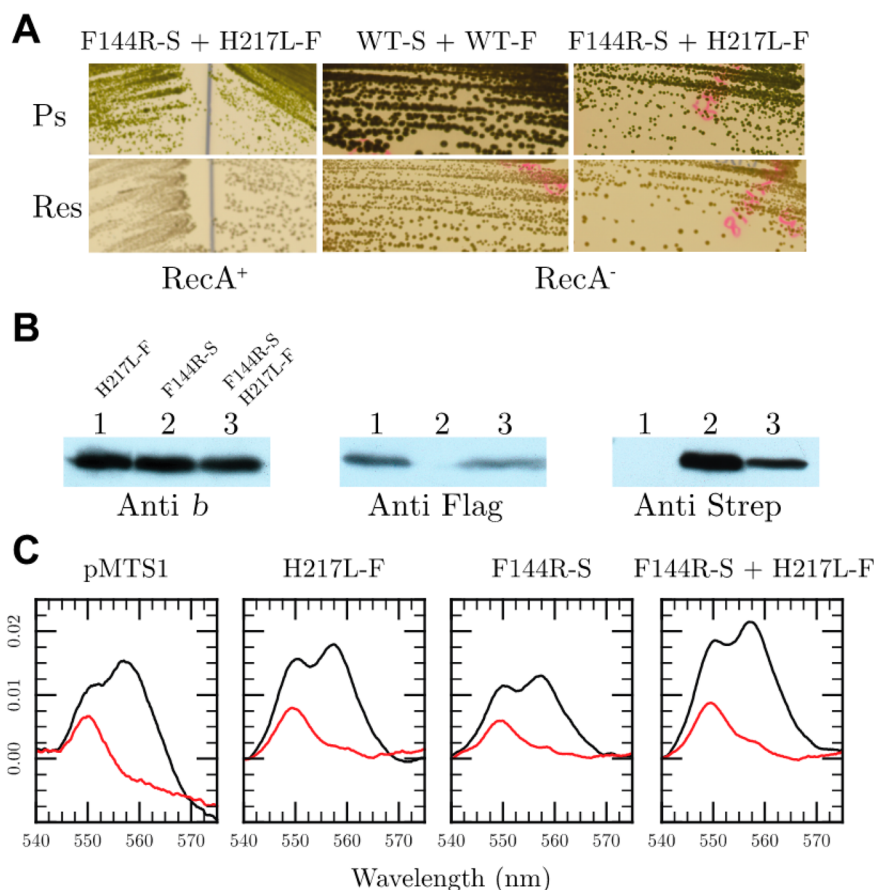 A
F144R-S + H217L-F WT-S + WT-F F144R-S + H217L-F
Ps
Res
RecA⁺ RecA⁻
B
H217L-F F144R-S F144R-S H217L-F
1 2 3 1 2 3 1 2 3
Anti b Anti Flag Anti Strep
C
pMTS1 H217L-F F144R-S F144R-S + H217L-F
0.02
0.01
0.00
540 550 560 570 540 550 560 570 540 550 560 570 540 550 560 570
Wavelength (nm)